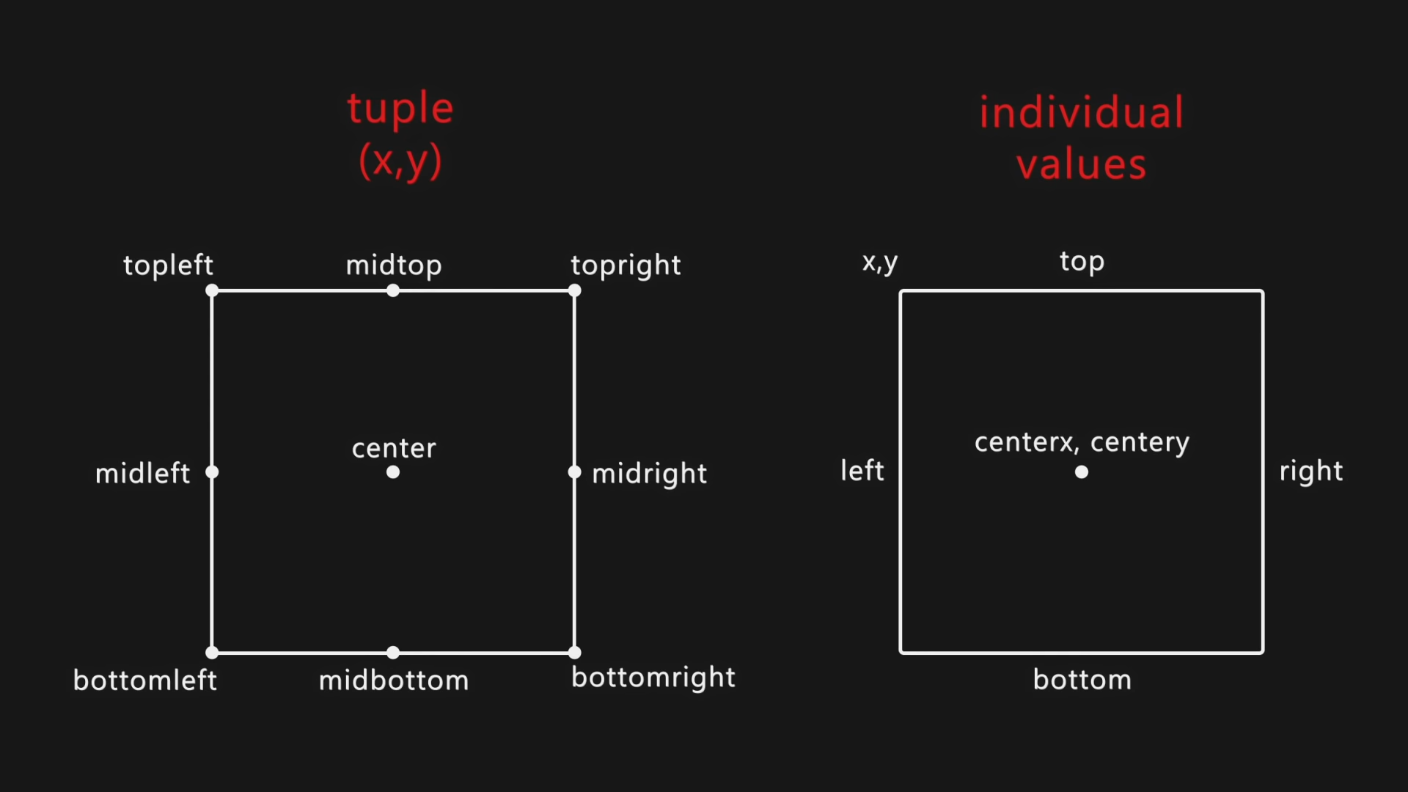 tuple
(x,y)
topleft
midtop
topright
midleft
center
midright
bottomleft
midbottom
bottomright
individual
values
x,y
top
left
centerx, centery
right
bottom